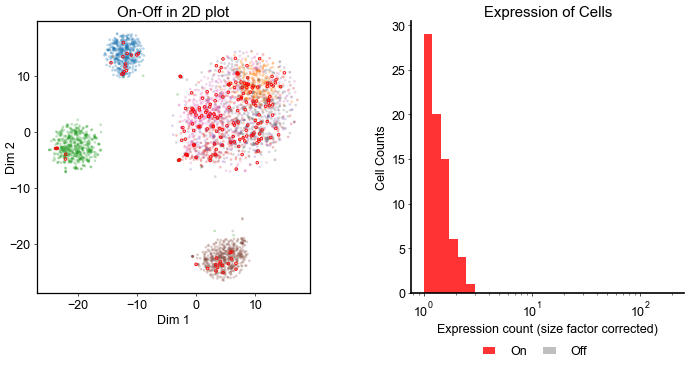 On-Off in 2D plot
Dim 2
10
0
−10
−20
−20 −10 0 10
Dim 1
Expression of Cells
Cell Counts
30
25
20
15
10
5
0
10^0 10^1 10^2
Expression count (size factor corrected)
On Off